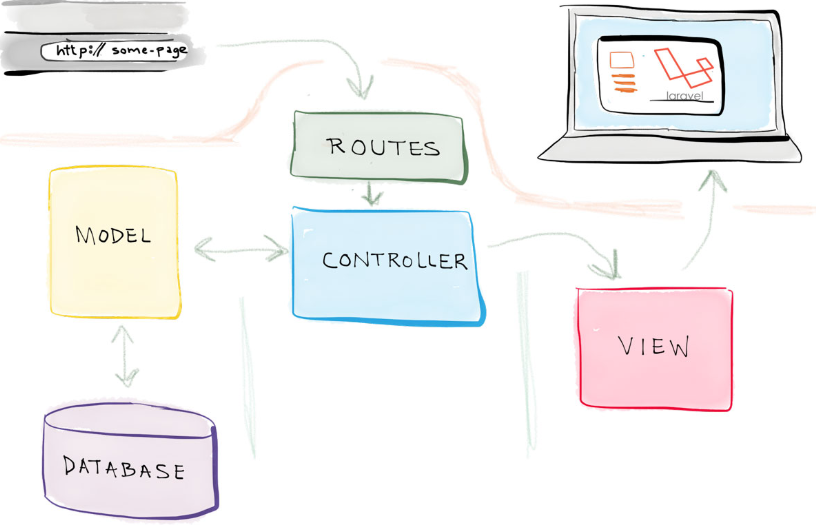 http:// some-page
laravel
ROUTES
MODEL
CONTROLLER
VIEW
DATABASE